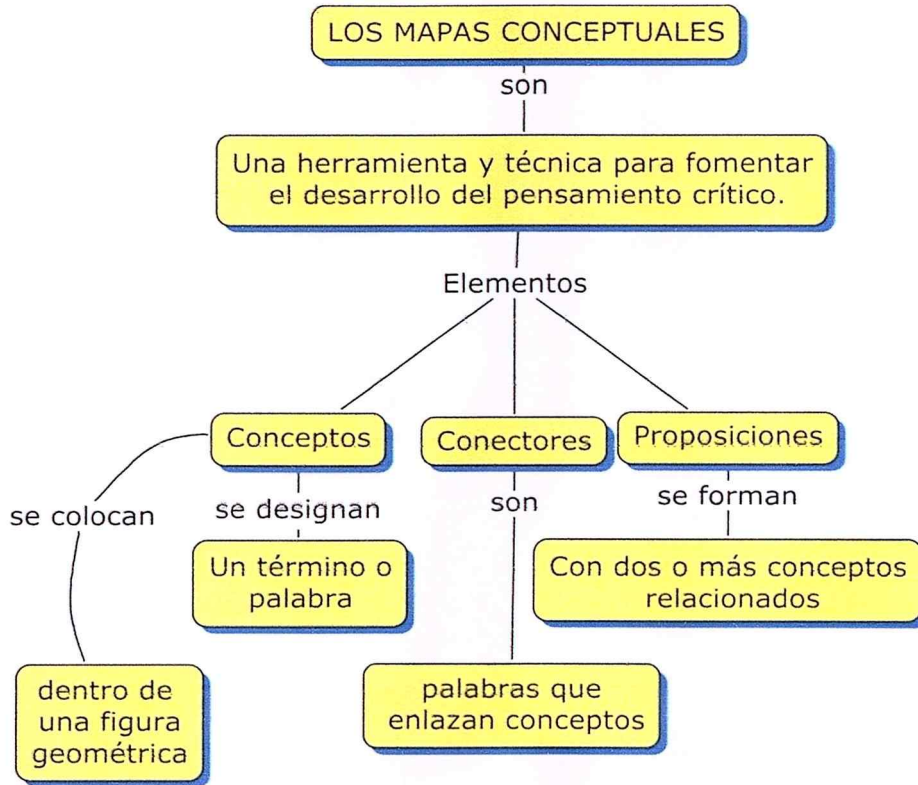 LOS MAPAS CONCEPTUALES
son
Una herramienta y técnica para fomentar
el desarrollo del pensamiento crítico.
Elementos
Conceptos
Conectores
Proposiciones
se colocan
se designan
son
se forman
Un término o
palabra
Con dos o más conceptos
relacionados
dentro de
una figura
geométrica
palabras que
enlazan conceptos